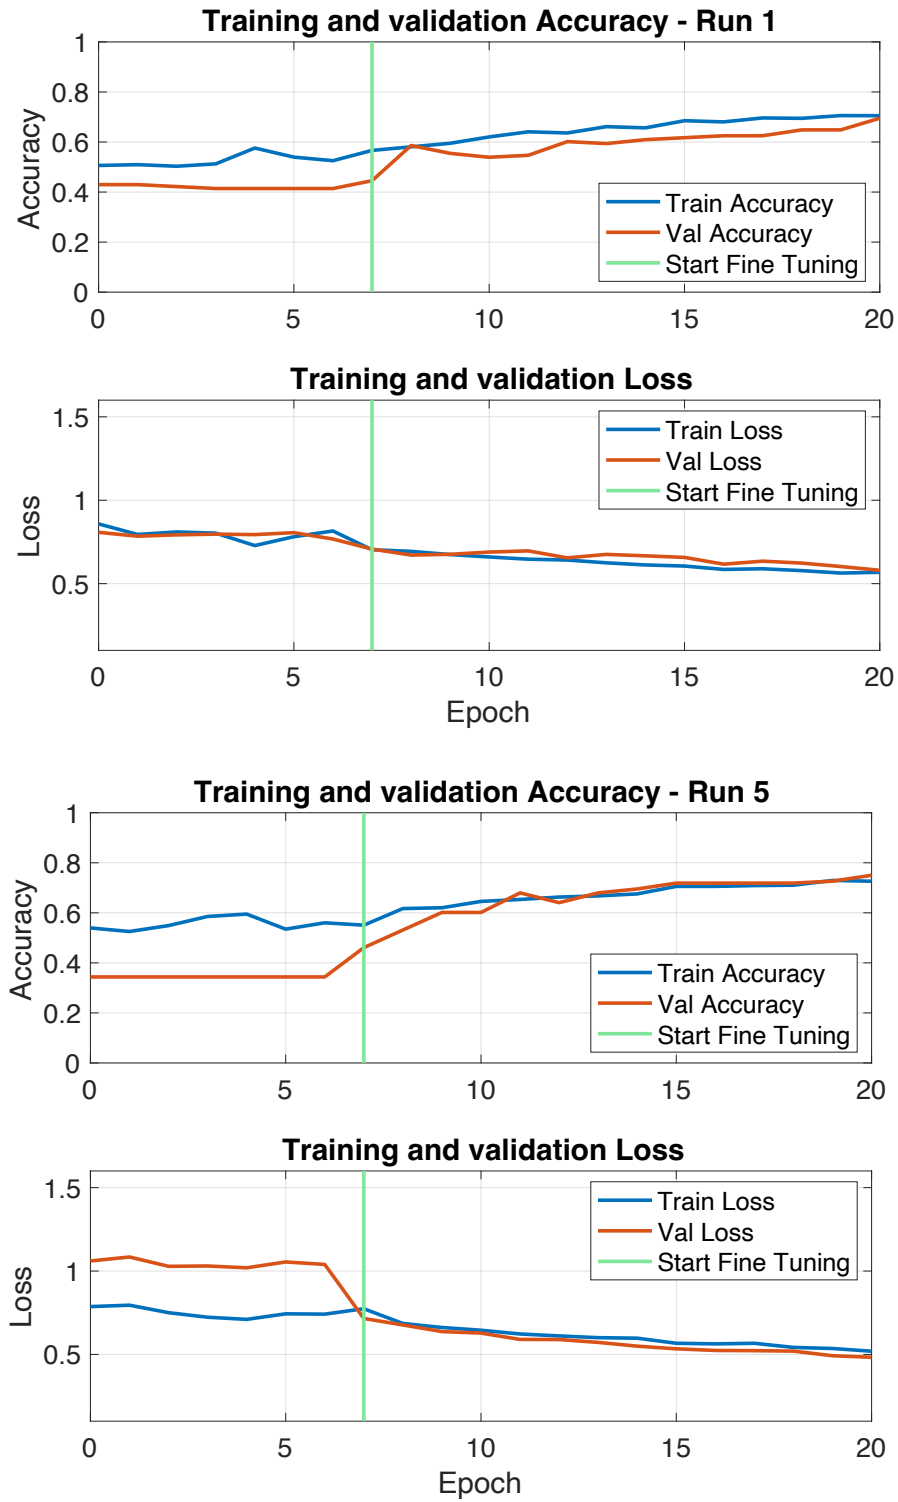 Training and validation Accuracy - Run 1
1
0.8
0.6
0.4
0.2
0
Accuracy
Train Accuracy
Val Accuracy
Start Fine Tuning
0 5 10 15 20
Training and validation Loss
1.5
1
0.5
Loss
Train Loss
Val Loss
Start Fine Tuning
0 5 10 15 20
Epoch
Training and validation Accuracy - Run 5
1
0.8
0.6
0.4
0.2
0
Accuracy
Train Accuracy
Val Accuracy
Start Fine Tuning
0 5 10 15 20
Training and validation Loss
1.5
1
0.5
Loss
Train Loss
Val Loss
Start Fine Tuning
0 5 10 15 20
Epoch